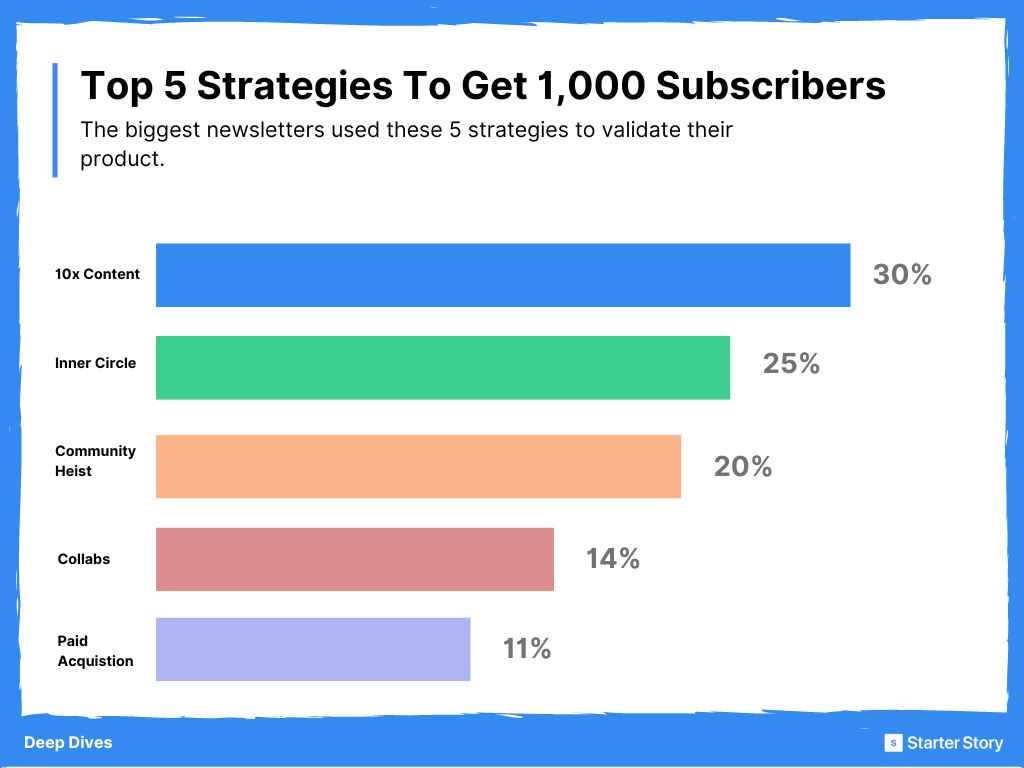 Top 5 Strategies To Get 1,000 Subscribers
The biggest newsletters used these 5 strategies to validate their
product.
10x Content
30%
Inner Circle
25%
Community
Heist
20%
Collabs
14%
Paid
Acquistion
11%
Deep Dives
S Starter Story